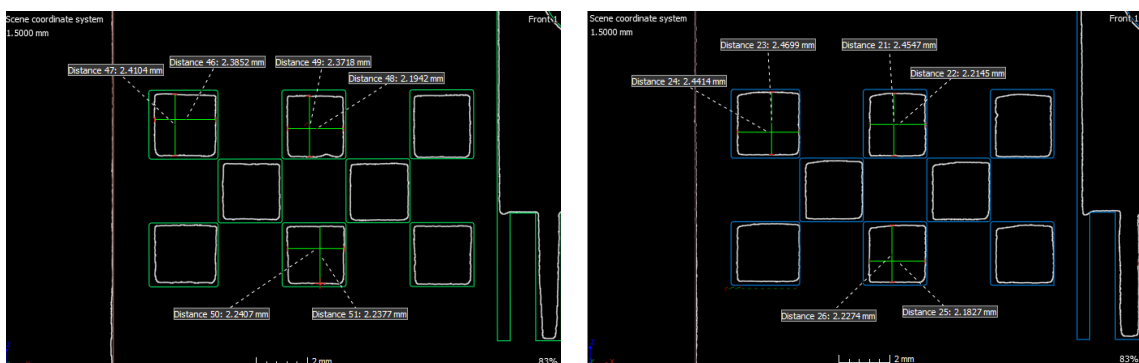 Scene coordinate system
Front 1
1.5000 mm
Distance 46: 2.3852 mm
Distance 49: 2.3718 mm
Distance 47: 2.4104 mm
Distance 48: 2.1942 mm
Distance 50: 2.2407 mm
Distance 51: 2.2377 mm
2 mm
83%
Scene coordinate system
Front 1
1.5000 mm
Distance 23: 2.4699 mm
Distance 21: 2.4547 mm
Distance 24: 2.4414 mm
Distance 22: 2.2145 mm
Distance 26: 2.2274 mm
Distance 25: 2.1827 mm
2 mm
83%